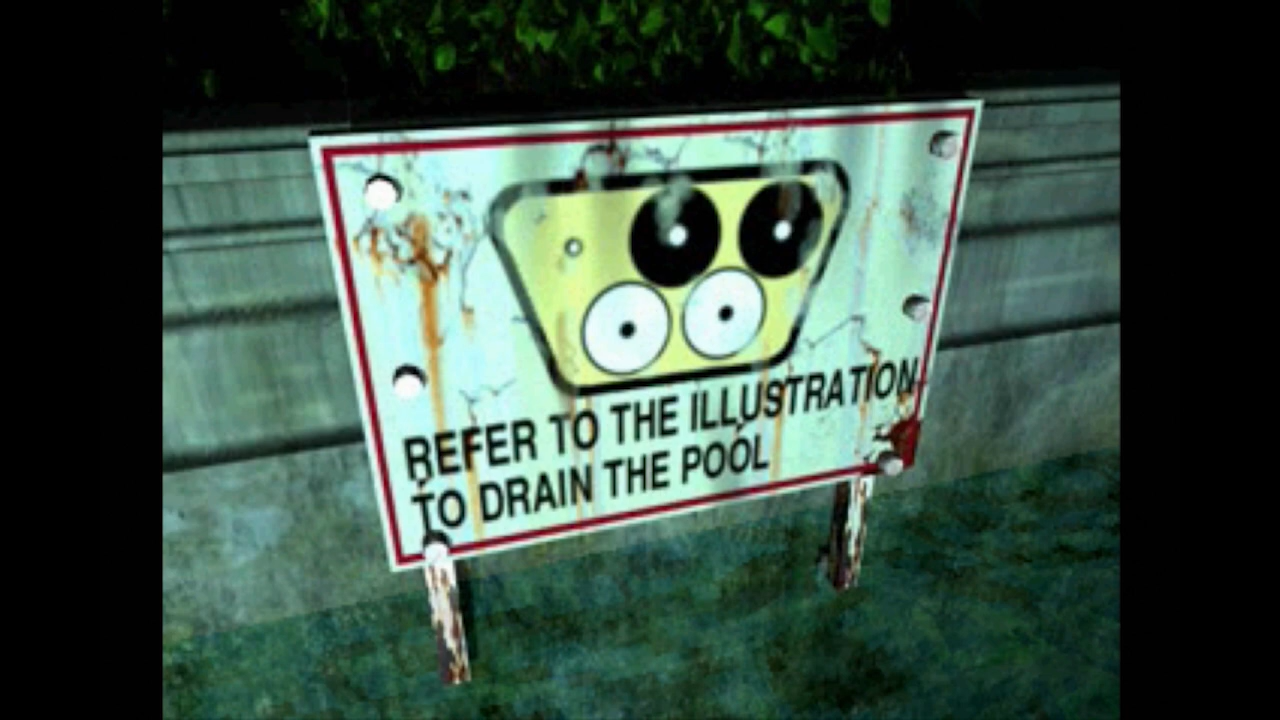 REFER TO THE ILLUSTRATION
TO DRAIN THE POOL